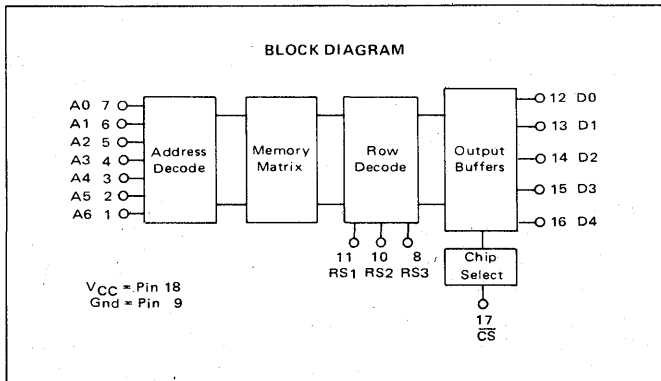 BLOCK DIAGRAM
A0 7
A1 6
A2 5
A3 4
A4 3
A5 2
A6 1
Address
Decode
Memory
Matrix
Row
Decode
Output
Buffers
12 D0
13 D1
14 D2
15 D3
16 D4
11 10 8
RS1 RS2 RS3
Chip
Select
17
CS
VCC = Pin 18
Gnd = Pin 9